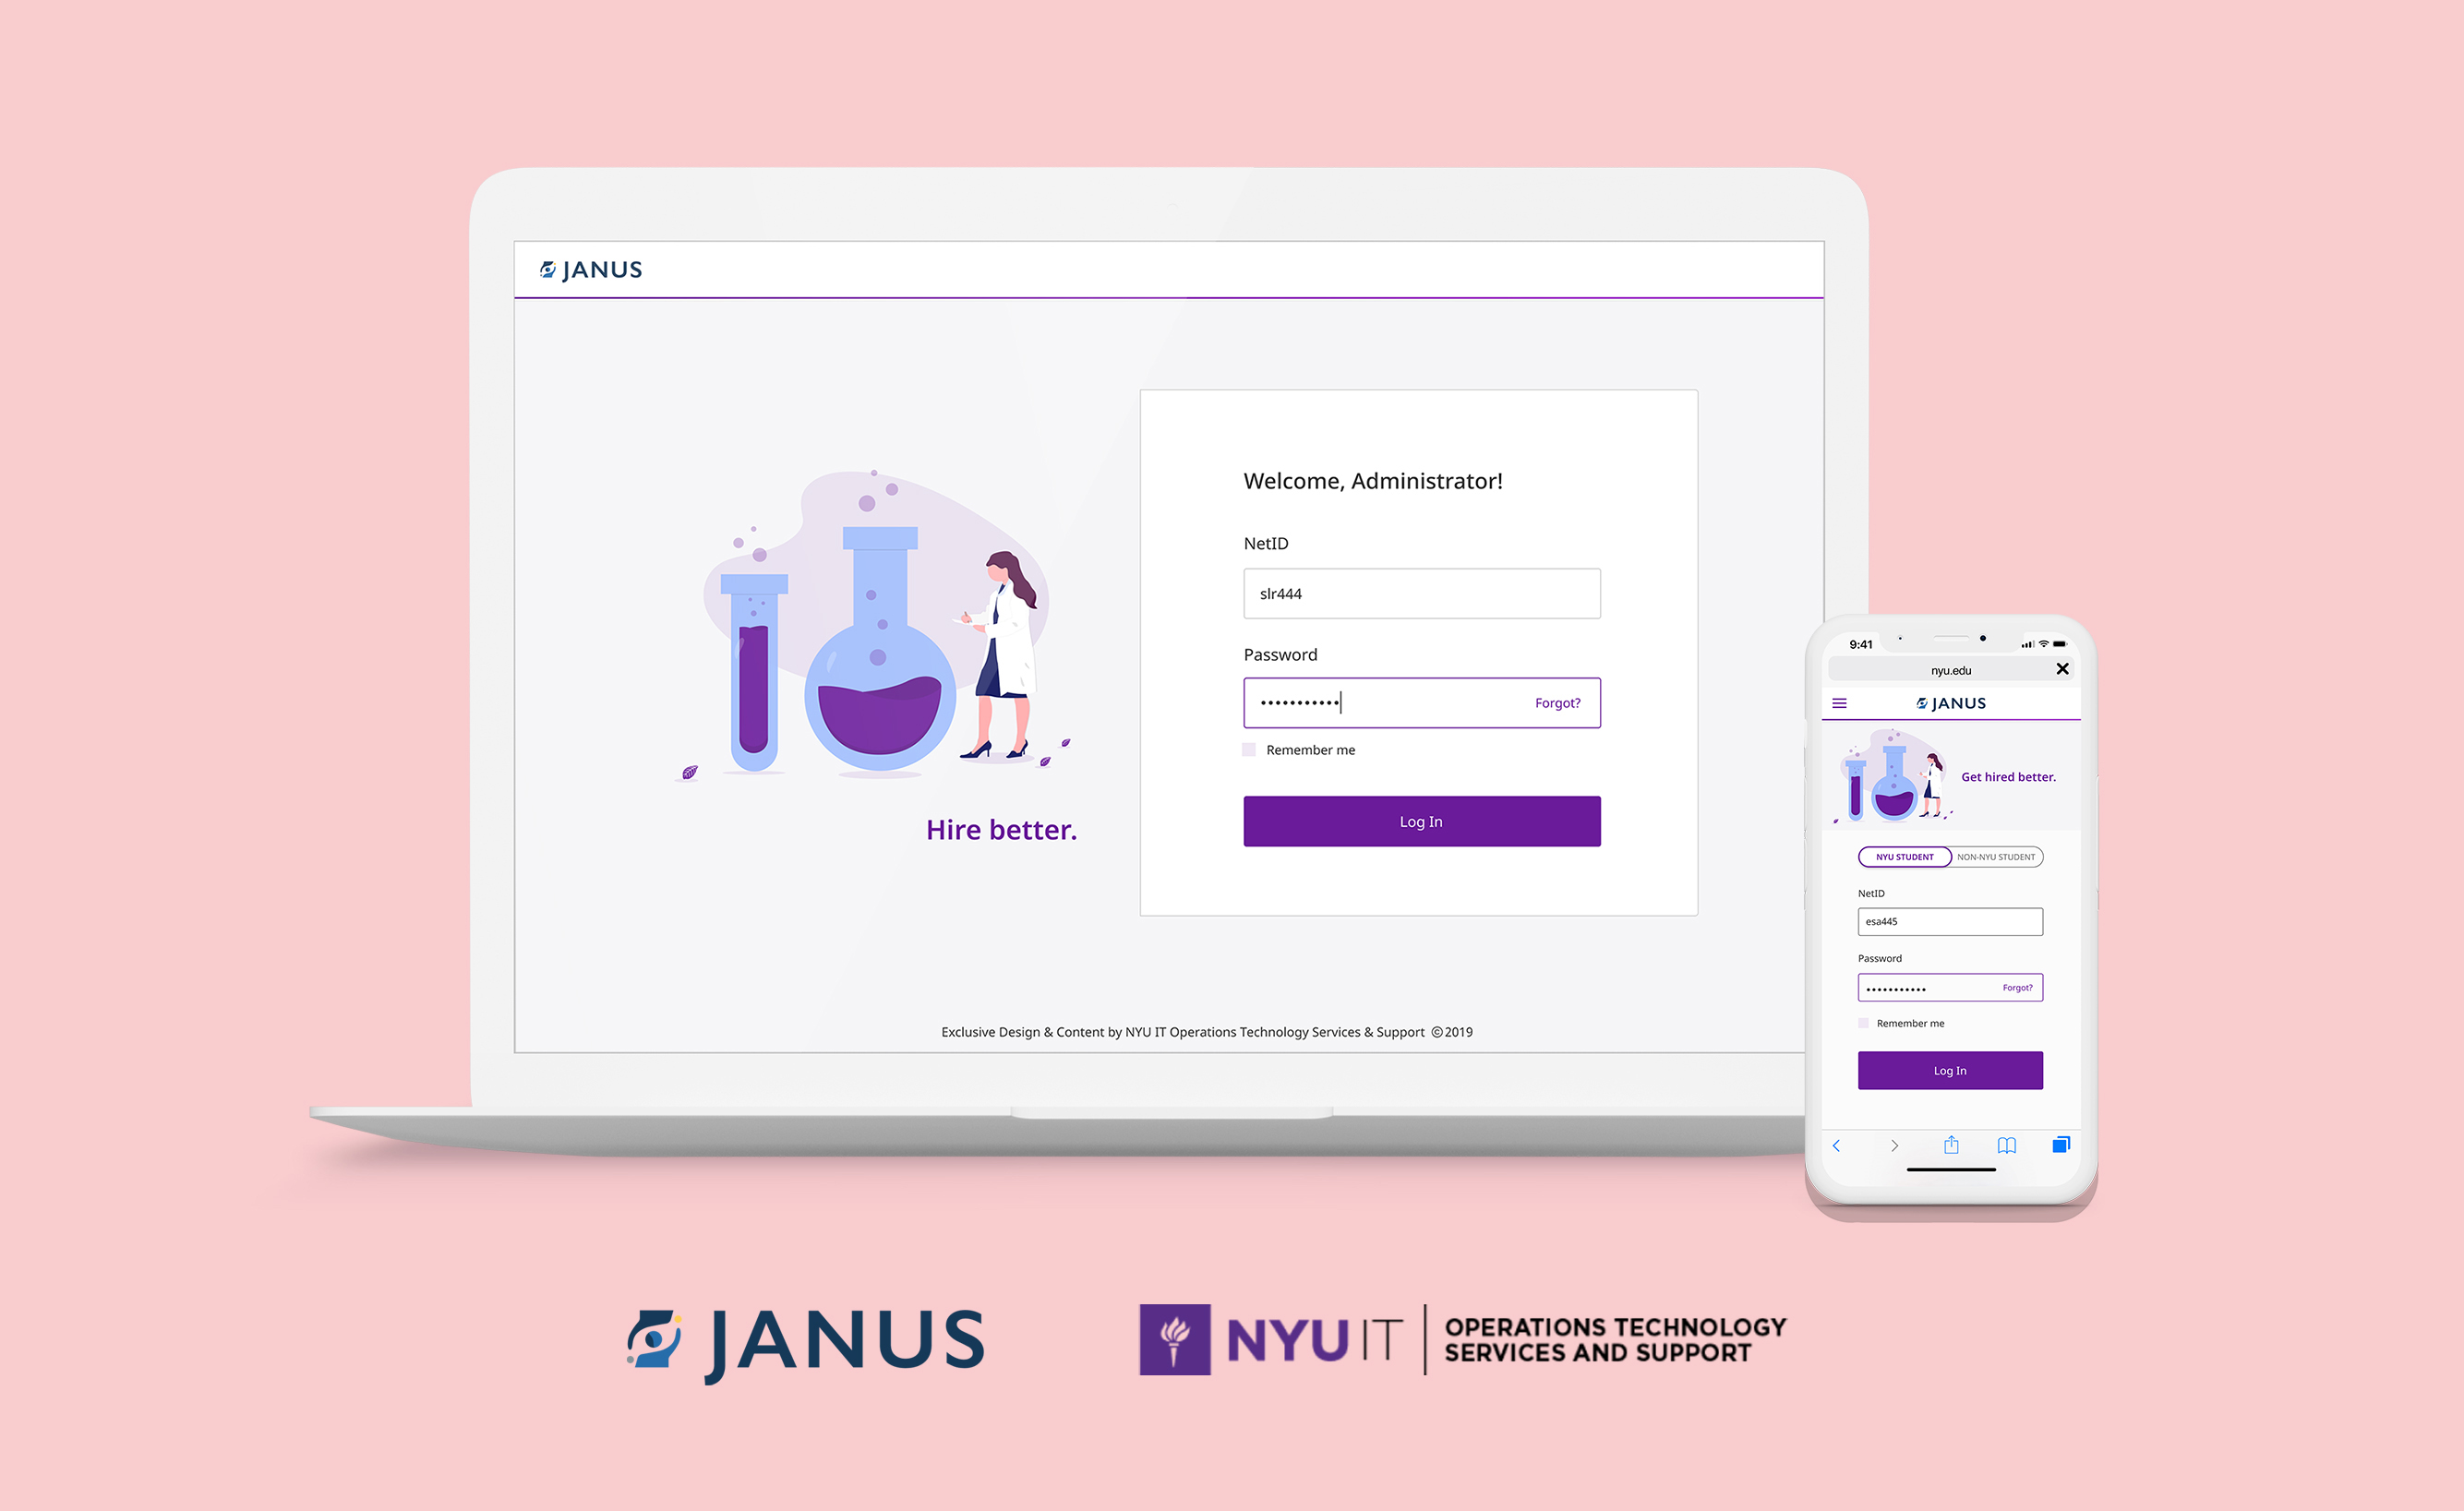 JANUS
Welcome, Administrator!
NetID
slr444
Password
••••••••••• Forgot?
Remember me
Log In
Hire better.
Exclusive Design & Content by NYU IT Operations Technology Services & Support ©2019
9:41
nyu.edu
JANUS
Get hired better.
NYU STUDENT NON-NYU STUDENT
NetID
esa445
Password
••••••••••• Forgot?
Remember me
Log In
JANUS
NYU IT
OPERATIONS TECHNOLOGY
SERVICES AND SUPPORT